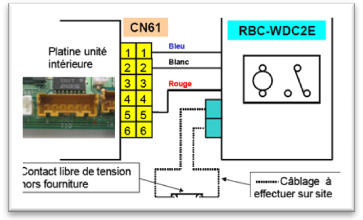 CN61
RBC-WDC2E
Platine unité
intérieure
1 1
2 2
3 3
4 4
5 5
6 6
Bleu
Blanc
Rouge
Contact libre de tension
hors fourniture
Câblage à
effectuer sur site